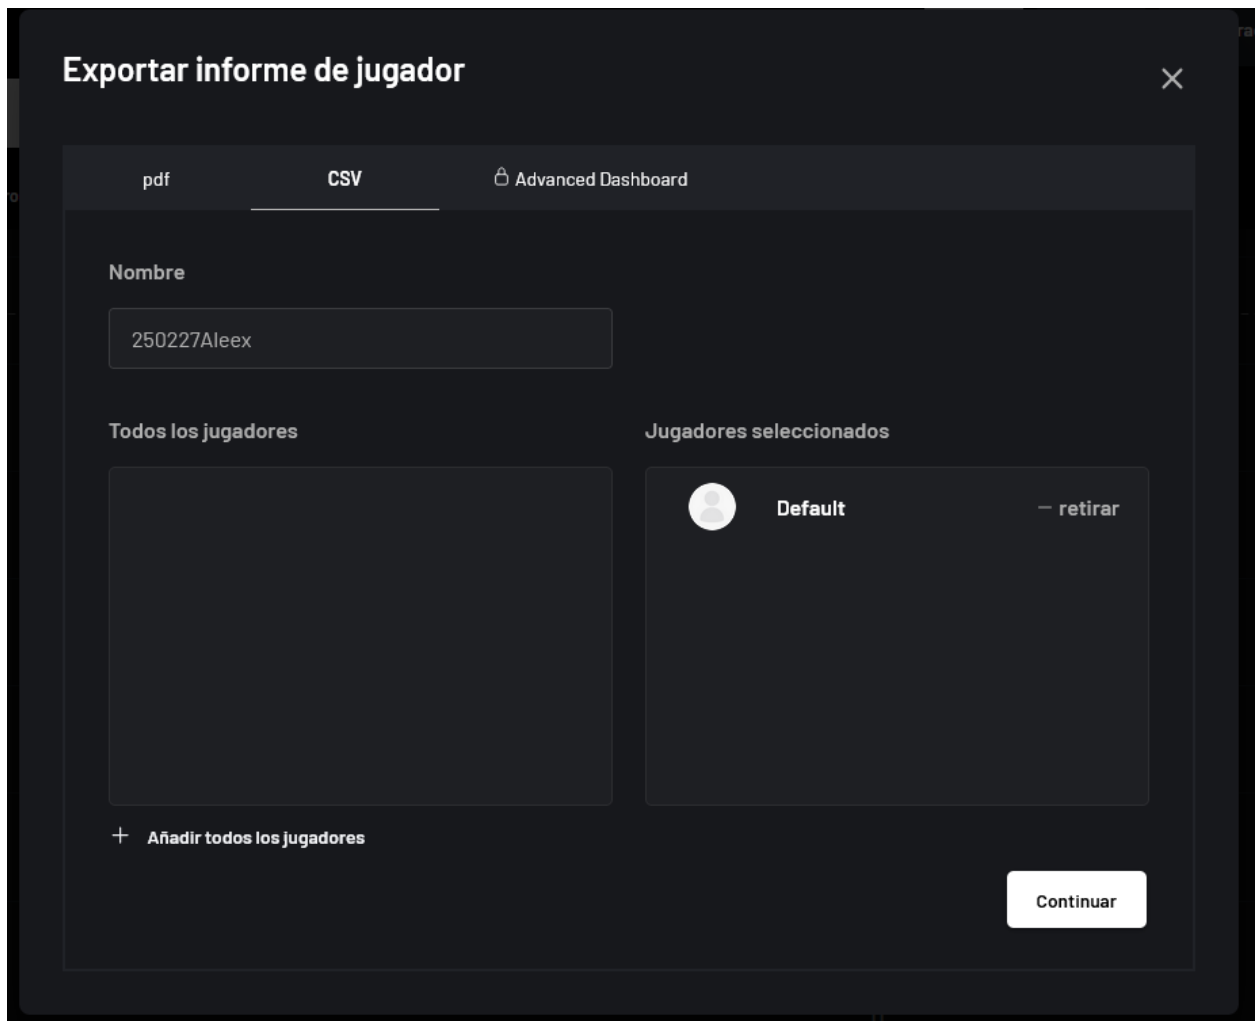 Exportar informe de jugador
pdf
CSV
Advanced Dashboard
Nombre
250227Aleex
Todos los jugadores
Jugadores seleccionados
Default
— retirar
+ Añadir todos los jugadores
Continuar